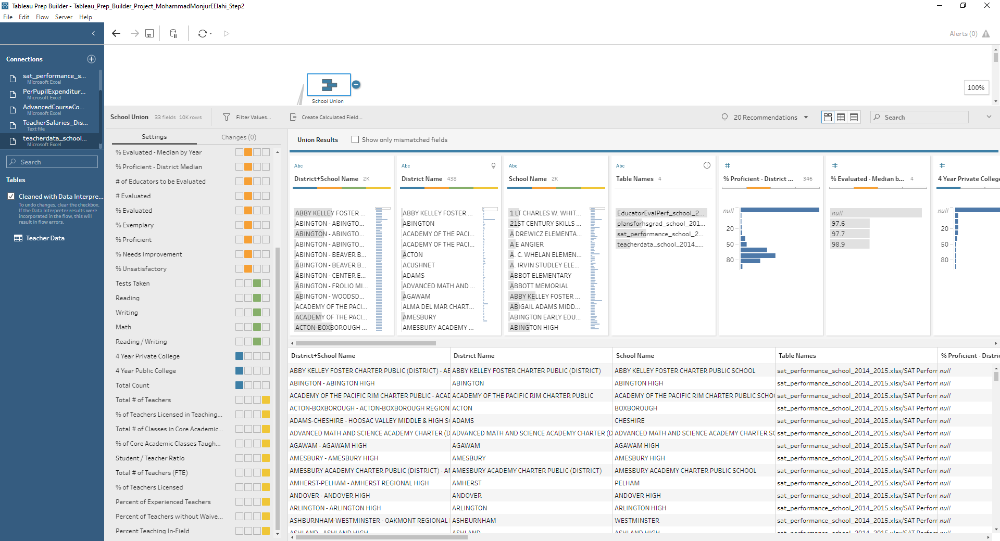 Tableau Prep Builder - Tableau_Prep_Builder_Project_MohammadMonjurEElahi_Step2
File Edit Flow Server Help
Alerts (0)
Connections
sat_performance_s...
Microsoft Excel
PerPupilExpenditur...
Microsoft Excel
AdvancedCourseCo...
Microsoft Excel
TeacherSalaries_Dis...
Text file
teacherdata_school...
Microsoft Excel
Search
Tables
Cleaned with Data Interpre...
To undo changes, clear the checkbox.
If the Data Interpreter results were
incorporated in the flow, this will
result in flow errors.
Teacher Data
School Union
100%
School Union 33 fields 10K rows Filter Values... Create Calculated Field... 20 Recommendations Search
Settings Changes (0)
% Evaluated - Median by Year
% Proficient - District Median
# of Educators to be Evaluated
# Evaluated
% Evaluated
% Exemplary
% Proficient
% Needs Improvement
% Unsatisfactory
Tests Taken
Reading
Writing
Math
Reading / Writing
4 Year Private College
4 Year Public College
Total Count
Total # of Teachers
% of Teachers Licensed in Teaching...
Total # of Classes in Core Academic...
% of Core Academic Classes Taugh...
Student / Teacher Ratio
Total # of Teachers (FTE)
% of Teachers Licensed
Percent of Experienced Teachers
Percent of Teachers without Waive...
Percent Teaching In-Field
Union Results Show only mismatched fields
Abc
District+School Name 2K
ABBY KELLEY FOSTER ...
ABINGTON - ABINGTO...
ABINGTON - ABINGTO...
ABINGTON - ABINGTO...
ABINGTON - BEAVER B...
ABINGTON - BEAVER B...
ABINGTON - CENTER E...
ABINGTON - FROLIO MI...
ABINGTON - WOODSD...
ACADEMY OF THE PACI...
ACADEMY OF THE PACI...
ACTON-BOXBOROUGH ...
Abc
District Name 438
ABBY KELLEY FOSTER ...
ABINGTON
ACADEMY OF THE PACI...
ACADEMY OF THE PACI...
ACTON
ACUSHNET
ADAMS
ADVANCED MATH AND ...
AGAWAM
ALMA DEL MAR CHART...
AMESBURY
AMESBURY ACADEMY ...
Abc
School Name 2K
1 LT CHARLES W. WHIT...
21ST CENTURY SKILLS ...
A DREWICZ ELEMENTA...
A E ANGIER
A. C. WHELAN ELEMEN...
A. IRVIN STUDLEY ELE...
ABBOT ELEMENTARY
ABBOTT MEMORIAL
ABBY KELLEY FOSTER ...
ABIGAIL ADAMS MIDD...
ABINGTON EARLY EDU...
ABINGTON HIGH
Abc
Table Names 4
EducatorEvalPerf_school_2...
plansforhsgrad_school_201...
sat_performance_school_2...
teacherdata_school_2014_...
#
% Proficient - District ... 346
null
20
50
80
#
% Evaluated - Median b... 4
null
97.6
97.7
98.9
#
4 Year Private College
null
20
50
80
District+School Name District Name School Name Table Names % Proficient - Distric
ABBY KELLEY FOSTER CHARTER PUBLIC (DISTRICT) - AB ABBY KELLEY FOSTER CHARTER PUBLIC (DISTRICT) ABBY KELLEY FOSTER CHARTER PUBLIC SCHOOL sat_performance_school_2014_2015.xlsx/SAT Perforr null
ABINGTON - ABINGTON HIGH ABINGTON ABINGTON HIGH sat_performance_school_2014_2015.xlsx/SAT Perforr null
ACADEMY OF THE PACIFIC RIM CHARTER PUBLIC - ACAD ACADEMY OF THE PACIFIC RIM CHARTER PUBLIC ACADEMY OF THE PACIFIC RIM CHARTER PUBLIC SCHOO sat_performance_school_2014_2015.xlsx/SAT Perforr null
ACTON-BOXBOROUGH - ACTON-BOXBOROUGH REGION ACTON BOXBOROUGH sat_performance_school_2014_2015.xlsx/SAT Perforr null
ADAMS-CHESHIRE - HOOSAC VALLEY MIDDLE & HIGH SC ADAMS CHESHIRE sat_performance_school_2014_2015.xlsx/SAT Perforr null
ADVANCED MATH AND SCIENCE ACADEMY CHARTER (D ADVANCED MATH AND SCIENCE ACADEMY CHARTER (D ADVANCED MATH AND SCIENCE ACADEMY CHARTER SC sat_performance_school_2014_2015.xlsx/SAT Perforr null
AGAWAM - AGAWAM HIGH AGAWAM AGAWAM HIGH sat_performance_school_2014_2015.xlsx/SAT Perforr null
AMESBURY - AMESBURY HIGH AMESBURY AMESBURY HIGH sat_performance_school_2014_2015.xlsx/SAT Perforr null
AMESBURY ACADEMY CHARTER PUBLIC (DISTRICT) - AM AMESBURY ACADEMY CHARTER PUBLIC (DISTRICT) AMESBURY ACADEMY CHARTER PUBLIC SCHOOL sat_performance_school_2014_2015.xlsx/SAT Perforr null
AMHERST-PELHAM - AMHERST REGIONAL HIGH AMHERST PELHAM sat_performance_school_2014_2015.xlsx/SAT Perforr null
ANDOVER - ANDOVER HIGH ANDOVER ANDOVER HIGH sat_performance_school_2014_2015.xlsx/SAT Perforr null
ARLINGTON - ARLINGTON HIGH ARLINGTON ARLINGTON HIGH sat_performance_school_2014_2015.xlsx/SAT Perforr null
ASHBURNHAM-WESTMINSTER - OAKMONT REGIONAL ASHBURNHAM WESTMINSTER sat_performance_school_2014_2015.xlsx/SAT Perforr null
ASHLAND - ASHLAND HIGH ASHLAND ASHLAND HIGH sat_performance_school_2014_2015.xlsx/SAT Perforr null